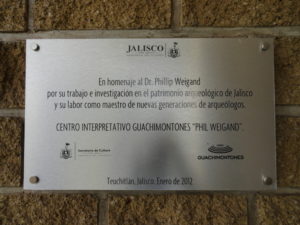 JALISCO
En homenaje al Dr. Phillip Weigand
por su trabajo e investigación en el patrimonio arqueológico de Jalisco
y su labor como maestro de nuevas generaciones de arqueólogos.
CENTRO INTERPRETATIVO GUACHIMONTONES "PHIL WEIGAND".
Secretaría de Cultura
GUACHIMONTONES
Teuchitlán, Jalisco. Enero de 2012